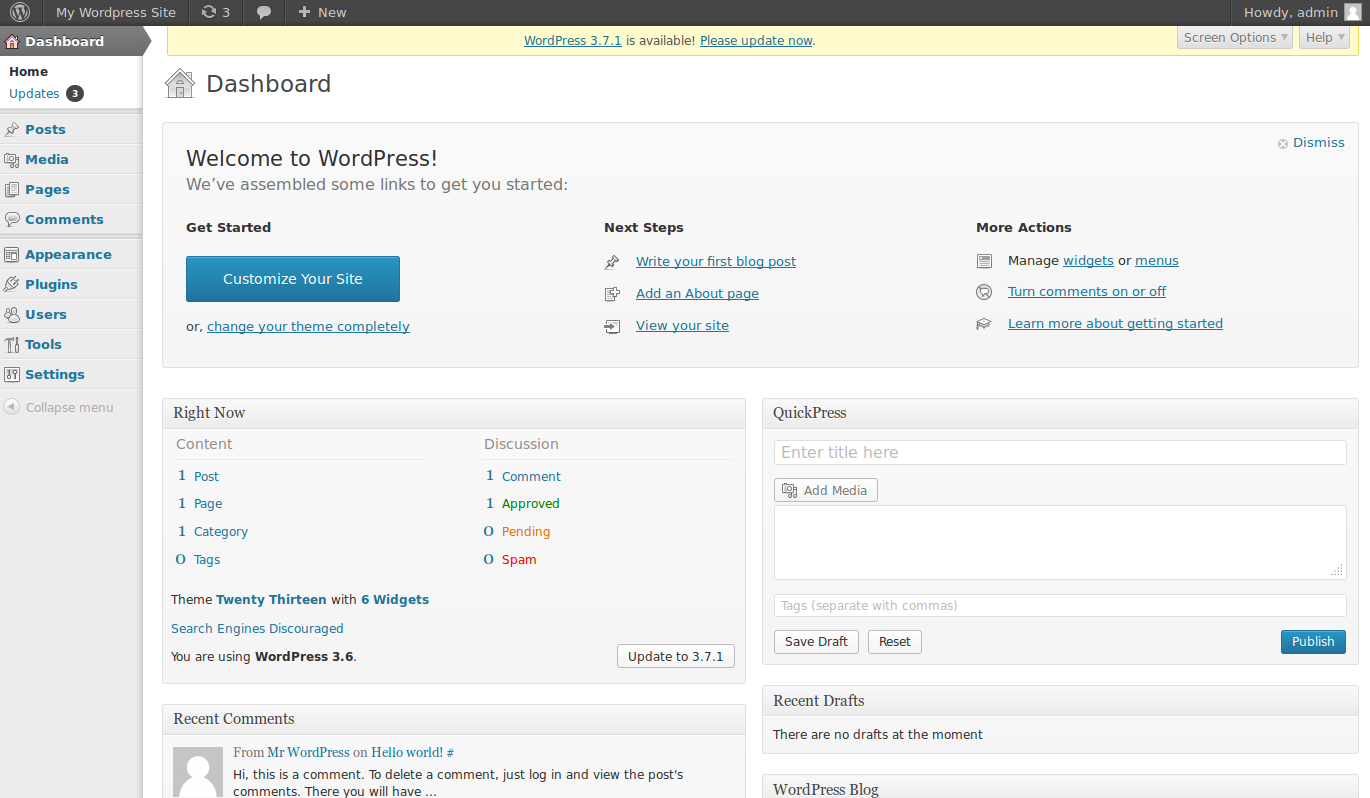 My Wordpress Site 3 New Howdy, admin
Dashboard
Home
Updates 3
Posts
Media
Pages
Comments
Appearance
Plugins
Users
Tools
Settings
Collapse menu
WordPress 3.7.1 is available! Please update now.
Screen Options Help
Dashboard
Dismiss
Welcome to WordPress!
We’ve assembled some links to get you started:
Get Started
Customize Your Site
or, change your theme completely
Next Steps
Write your first blog post
Add an About page
View your site
More Actions
Manage widgets or menus
Turn comments on or off
Learn more about getting started
Right Now
Content
1 Post
1 Page
1 Category
0 Tags
Discussion
1 Comment
1 Approved
0 Pending
0 Spam
Theme Twenty Thirteen with 6 Widgets
Search Engines Discouraged
You are using WordPress 3.6.
Update to 3.7.1
Recent Comments
From Mr WordPress on Hello world! #
Hi, this is a comment. To delete a comment, just log in and view the post's
comments. There you will have ...
QuickPress
Enter title here
Add Media
Tags (separate with commas)
Save Draft Reset Publish
Recent Drafts
There are no drafts at the moment
WordPress Blog